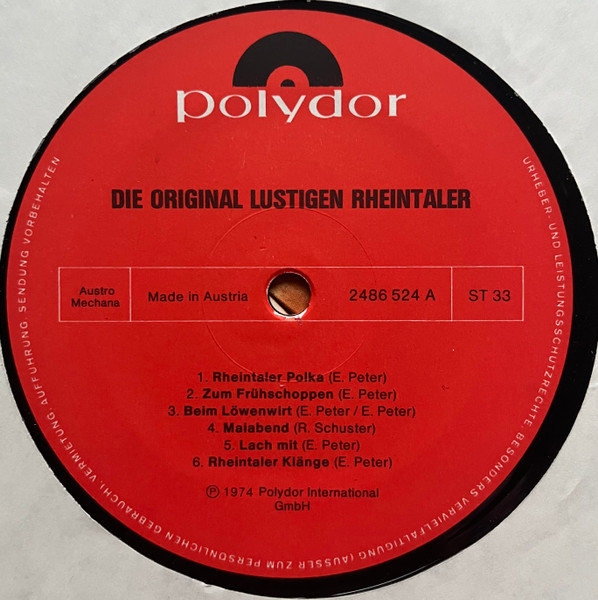 polydor
DIE ORIGINAL LUSTIGEN RHEINTALER
Austro
Mechana
Made in Austria
2486 524 A
ST 33
1. Rheintaler Polka (E. Peter)
2. Zum Frühschoppen (E. Peter)
3. Beim Löwenwirt (E. Peter / E. Peter)
4. Maiabend (R. Schuster)
5. Lach mit (E. Peter)
6. Rheintaler Klänge (E. Peter)
Ⓟ 1974 Polydor International
GmbH
URHEBER- UND LEISTUNGSSCHUTZRECHTE, BESONDERS VERVIELFÄLTIGUNG (AUSSER ZUM PERSÖNLICHEN GEBRAUCH), VERMIETUNG, AUFFÜHRUNG, SENDUNG VORBEHALTEN